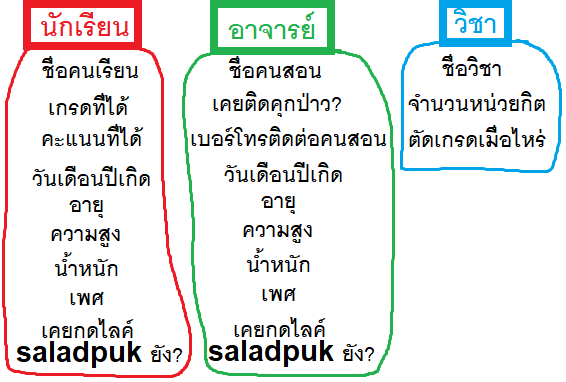 นักเรียน
ชื่อคนเรียน
เกรดที่ได้
คะแนนที่ได้
วันเดือนปีเกิด
อายุ
ความสูง
น้ำหนัก
เพศ
เคยกดไลค์
saladpuk ยัง?
อาจารย์
ชื่อคนสอน
เคยติดคุกป่าว?
เบอร์โทรติดต่อคนสอน
วันเดือนปีเกิด
อายุ
ความสูง
น้ำหนัก
เพศ
เคยกดไลค์
saladpuk ยัง?
วิชา
ชื่อวิชา
จำนวนหน่วยกิต
ตัดเกรดเมื่อไหร่